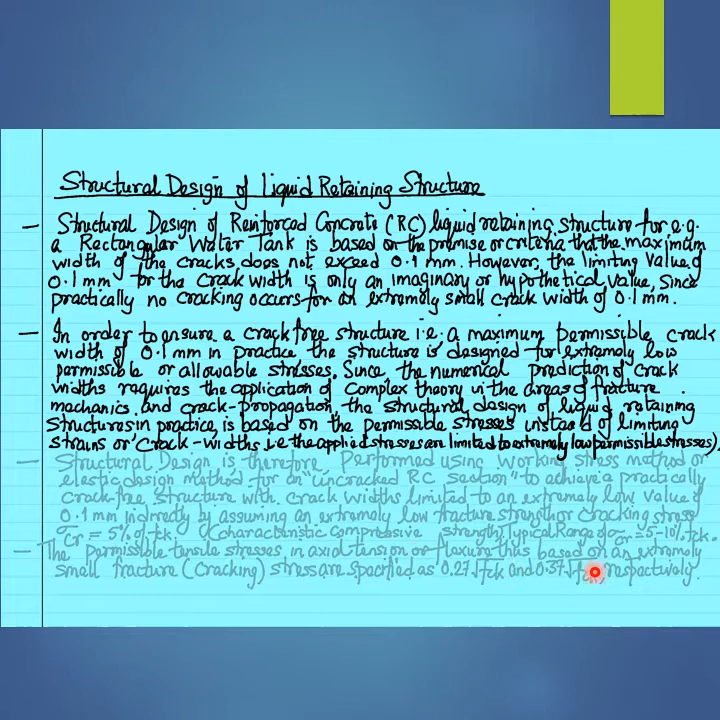 Structural Design of Liquid Retaining Structure
— Structural Design of Reinforced Concrete (RC) liquid retaining structure for e.g.
a Rectangular Water Tank is based on the premise or criteria that the maximum
width of the cracks does not exceed 0.1 mm. However, the limiting value of
0.1 mm for the crack width is only an imaginary or hypothetical value, since
practically no cracking occurs for an extremely small crack width of 0.1 mm.
— In order to ensure a crack free structure i.e. a maximum permissible crack
width of 0.1 mm in practice the structure is designed for extremely low
permissible or allowable stresses. Since the numerical prediction of crack
widths requires the application of complex theory in the areas of fracture
mechanics and crack-propagation, the structural design of liquid retaining
structures in practice, is based on the permissible stresses instead of limiting
strains or crack-widths i.e the applied stresses are limited to extremely low permissible stresses).
— Structural Design is therefore, performed using working stress method or
elastic design method for an "uncracked RC section" to achieve a practically
crack-free structure with crack widths limited to an extremely low value of
0.1 mm indirectly by assuming an extremely low fracture strength or cracking stress
σcr = 5% of fck (characteristic compressive strength, Typical Range of σcr = 5-10% fck.
— The permissible tensile stresses in axial tension or flexure thus based on an extremely
small fracture (cracking) stress are specified as 0.27√fck and 0.37√ respectively.